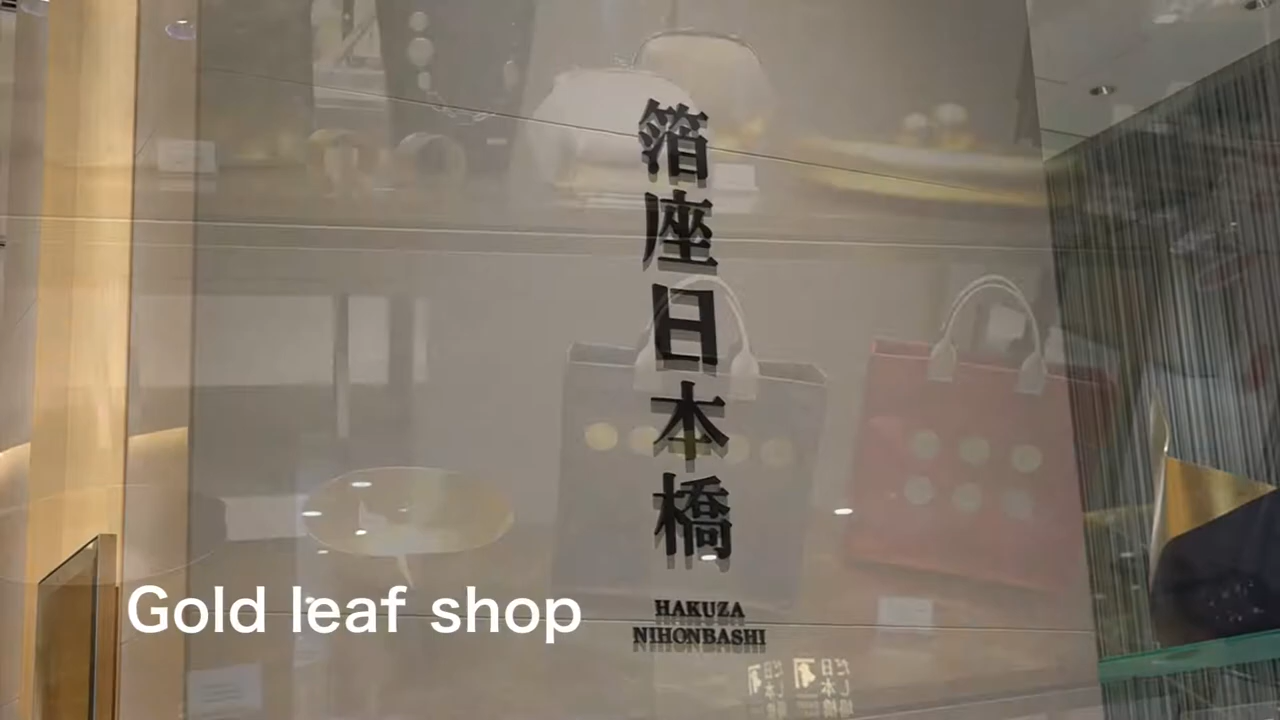 箔座日本橋
HAKUZA
NIHONBASHI
Gold leaf shop